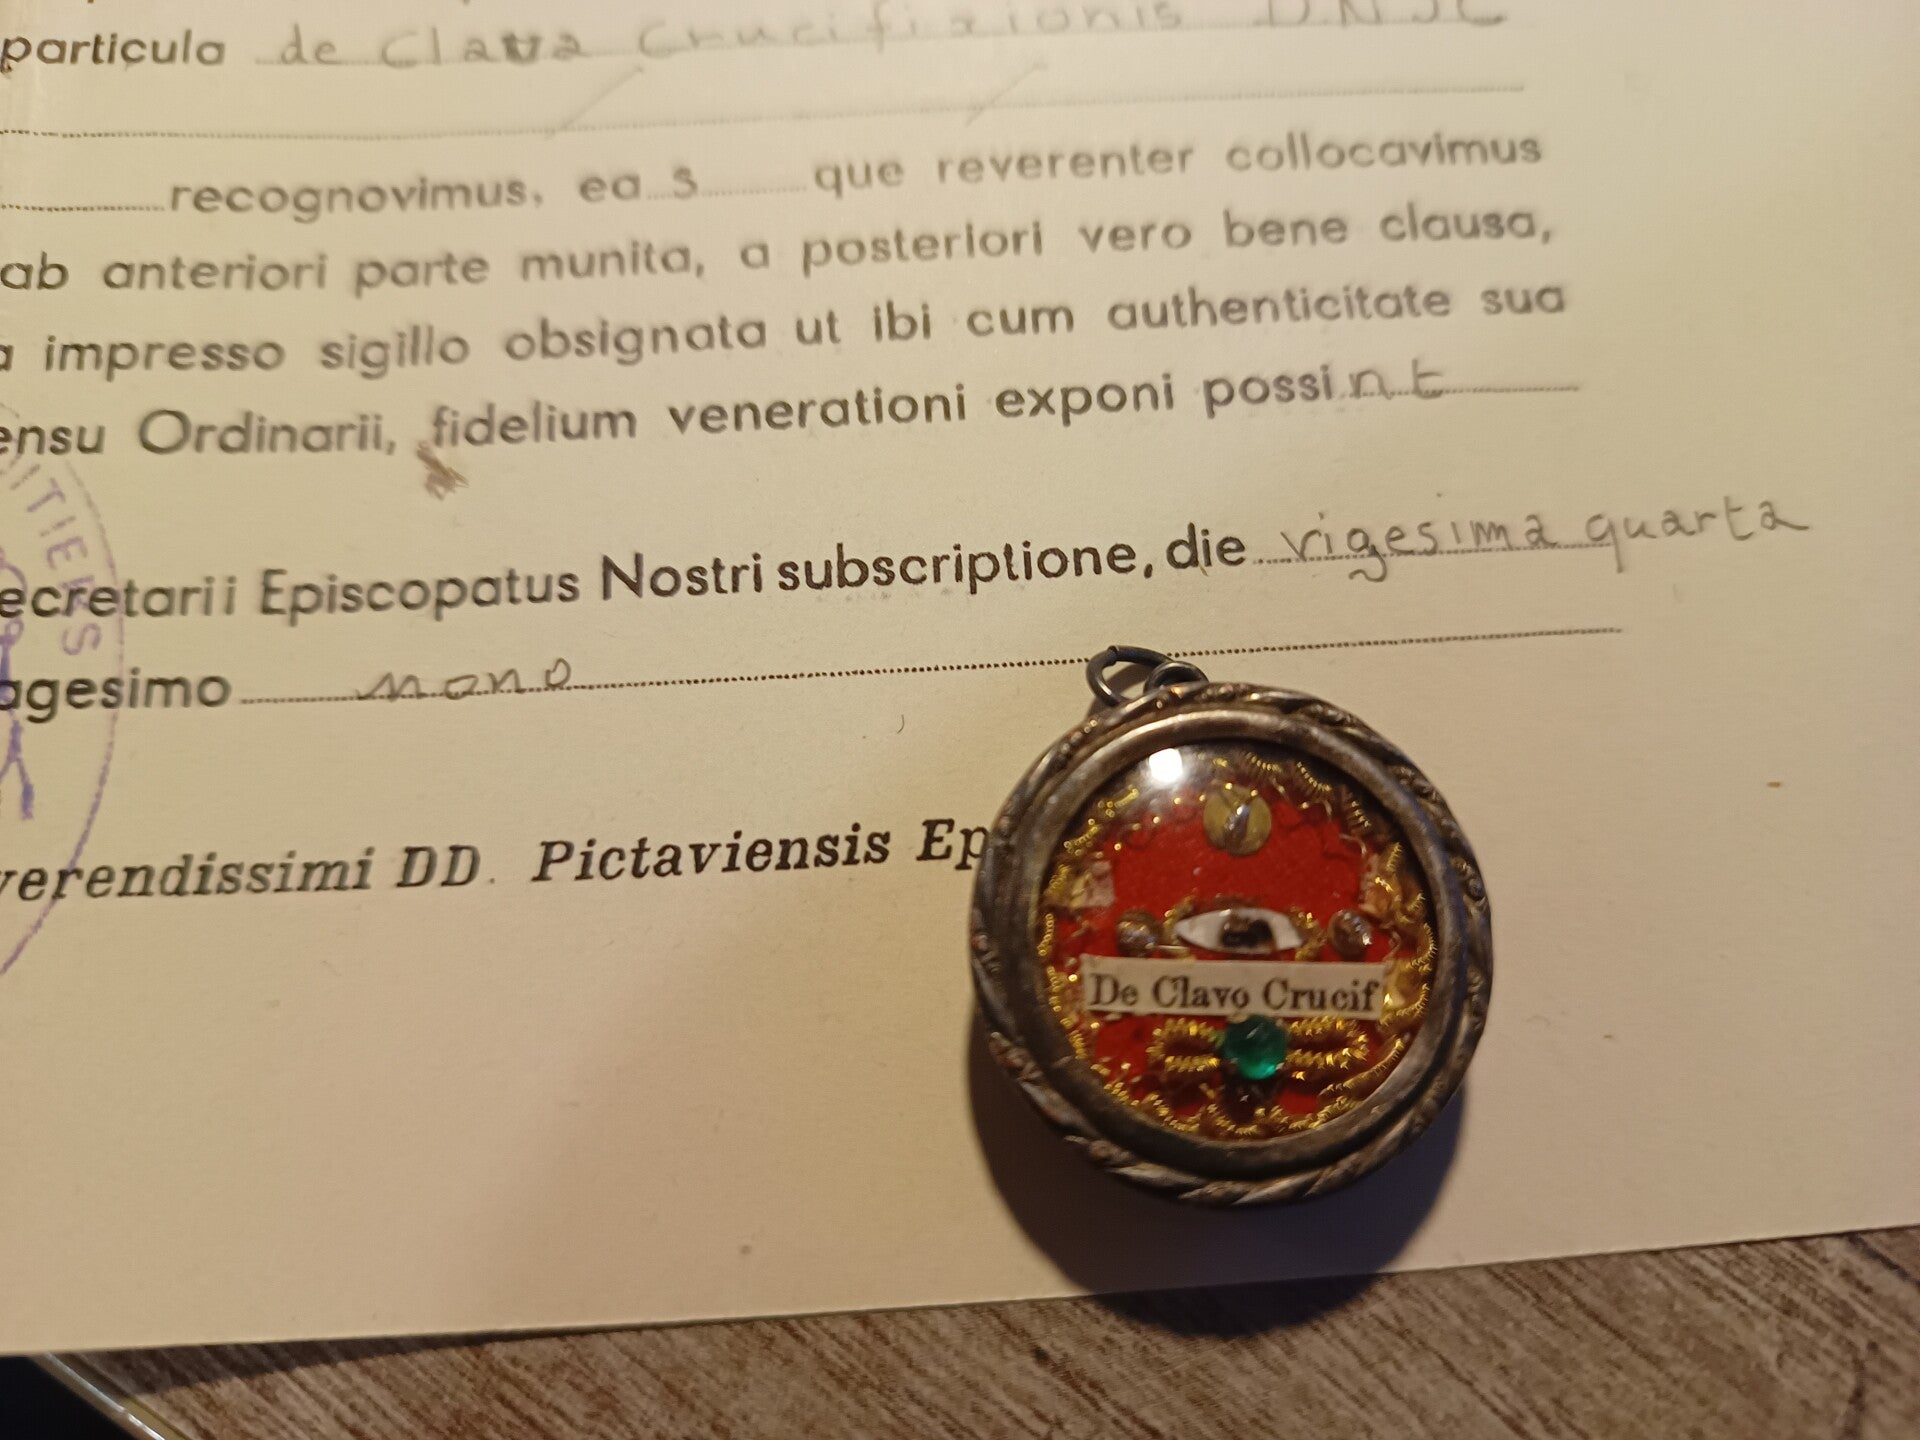 particula de Clava Crucifixionis DNJC
recognovimus, ea s que reverenter collocavimus
ab anteriori parte munita, a posteriori vero bene clausa,
a impresso sigillo obsignata ut ibi cum authenticitate sua
ensu Ordinarii, fidelium venerationi exponi possint
ecretarii Episcopatus Nostri subscriptione, die vigesima quarta
agesimo nono
verendissimi DD. Pictaviensis Ep
ITIERS
De Clavo Crucif